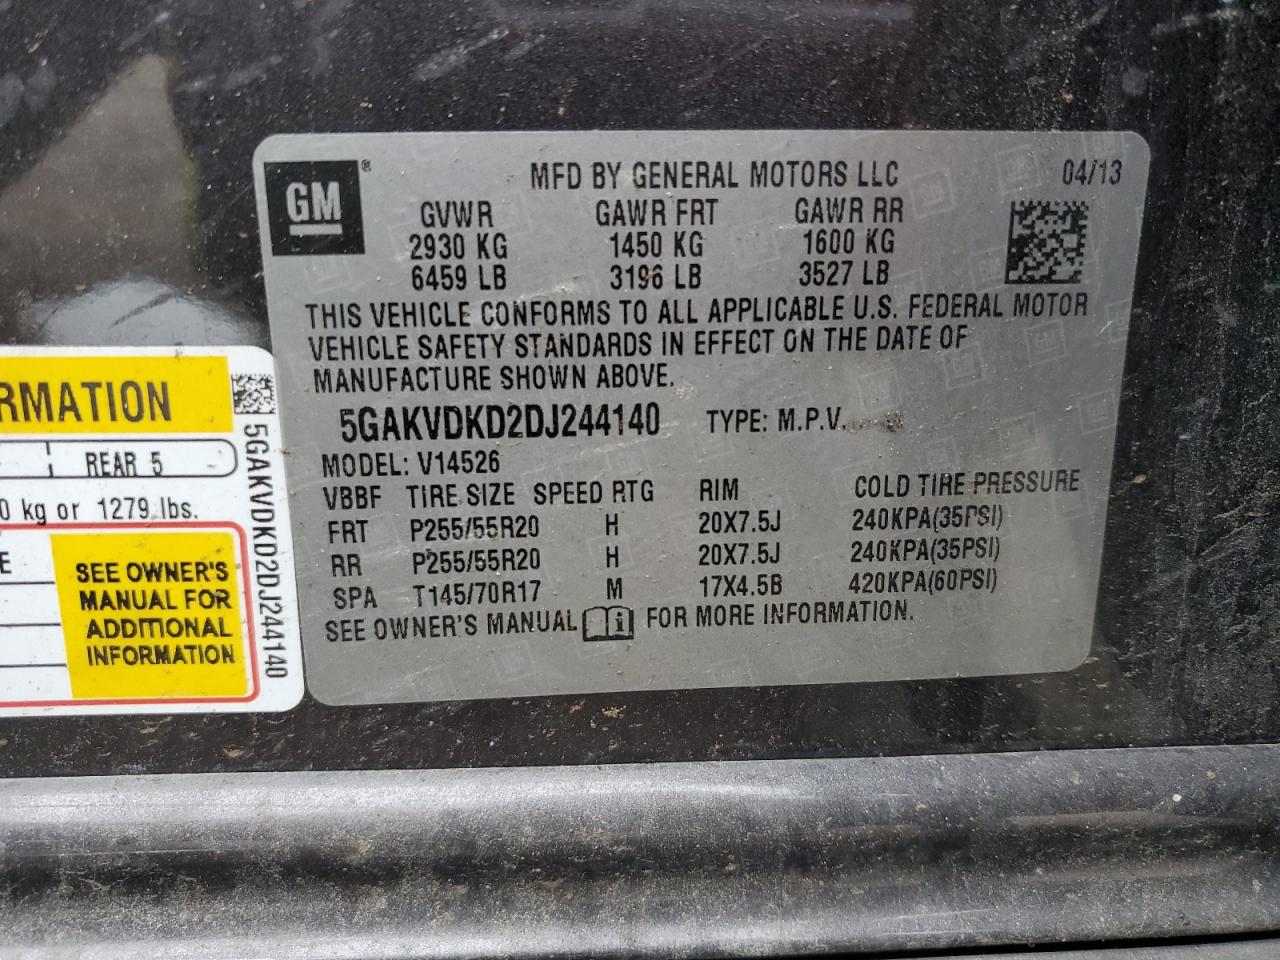 GM ®
MFD BY GENERAL MOTORS LLC 04/13
GVWR GAWR FRT GAWR RR
2930 KG 1450 KG 1600 KG
6459 LB 3196 LB 3527 LB
THIS VEHICLE CONFORMS TO ALL APPLICABLE U.S. FEDERAL MOTOR
VEHICLE SAFETY STANDARDS IN EFFECT ON THE DATE OF
MANUFACTURE SHOWN ABOVE.
5GAKVDKD2DJ244140 TYPE: M.P.V.
MODEL: V14526
VBBF TIRE SIZE SPEED RTG RIM COLD TIRE PRESSURE
FRT P255/55R20 H 20X7.5J 240KPA(35PSI)
RR P255/55R20 H 20X7.5J 240KPA(35PSI)
SPA T145/70R17 M 17X4.5B 420KPA(60PSI)
SEE OWNER'S MANUAL i FOR MORE INFORMATION.
RMATION
REAR 5
0 kg or 1279 lbs.
E
SEE OWNER'S
MANUAL FOR
ADDITIONAL
INFORMATION
5GAKVDKD2DJ244140